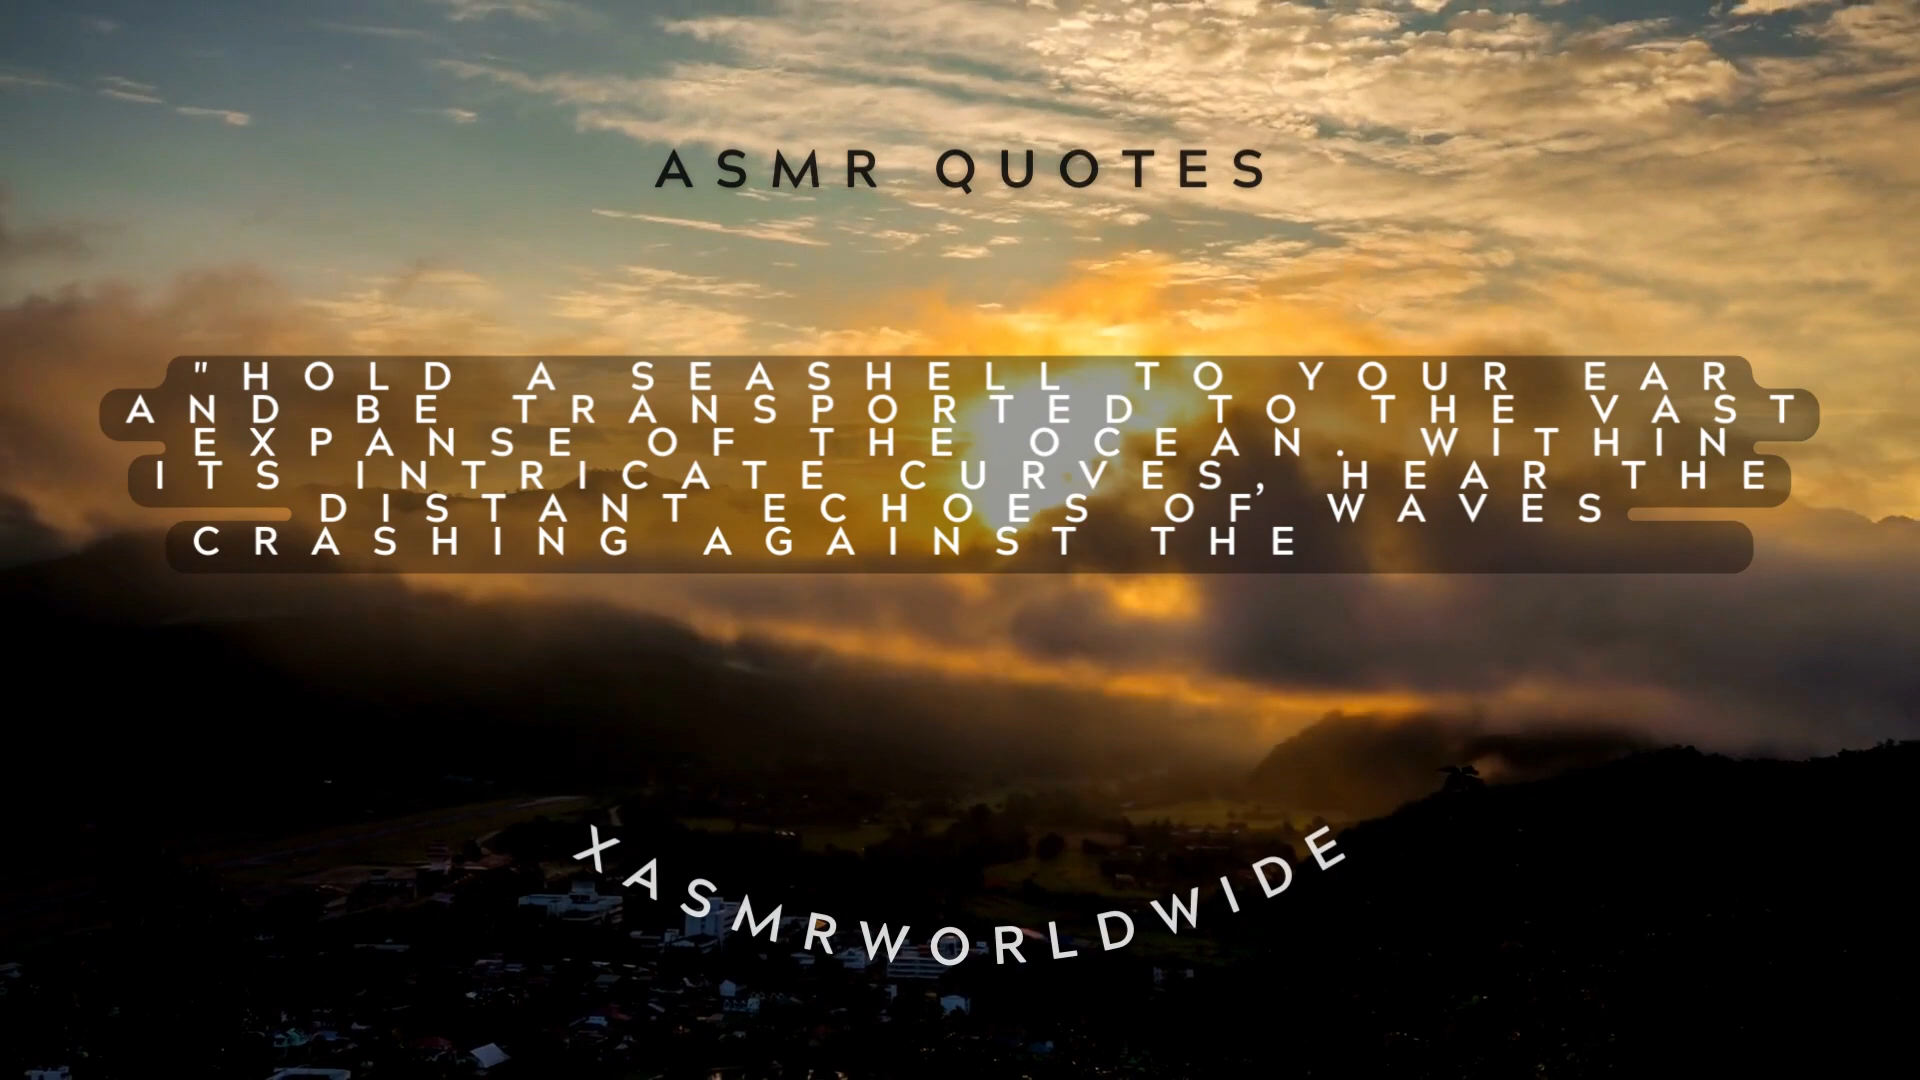 ASMR QUOTES
"HOLD A SEASHELL TO YOUR EAR
AND BE TRANSPORTED TO THE VAST
EXPANSE OF THE OCEAN. WITHIN
ITS INTRICATE CURVES, HEAR THE
DISTANT ECHOES OF WAVES
CRASHING AGAINST THE
XASMRWORLDWIDE